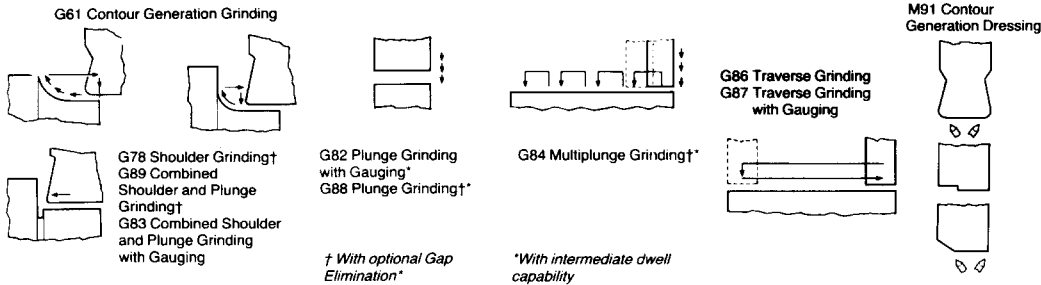 G61 Contour Generation Grinding
G78 Shoulder Grinding†
G89 Combined
Shoulder and Plunge
Grinding†
G83 Combined Shoulder
and Plunge Grinding
with Gauging
G82 Plunge Grinding
with Gauging*
G88 Plunge Grinding†*
† With optional Gap
Elimination*
G84 Multiplunge Grinding†*
*With intermediate dwell
capability
G86 Traverse Grinding
G87 Traverse Grinding
with Gauging
M91 Contour
Generation Dressing